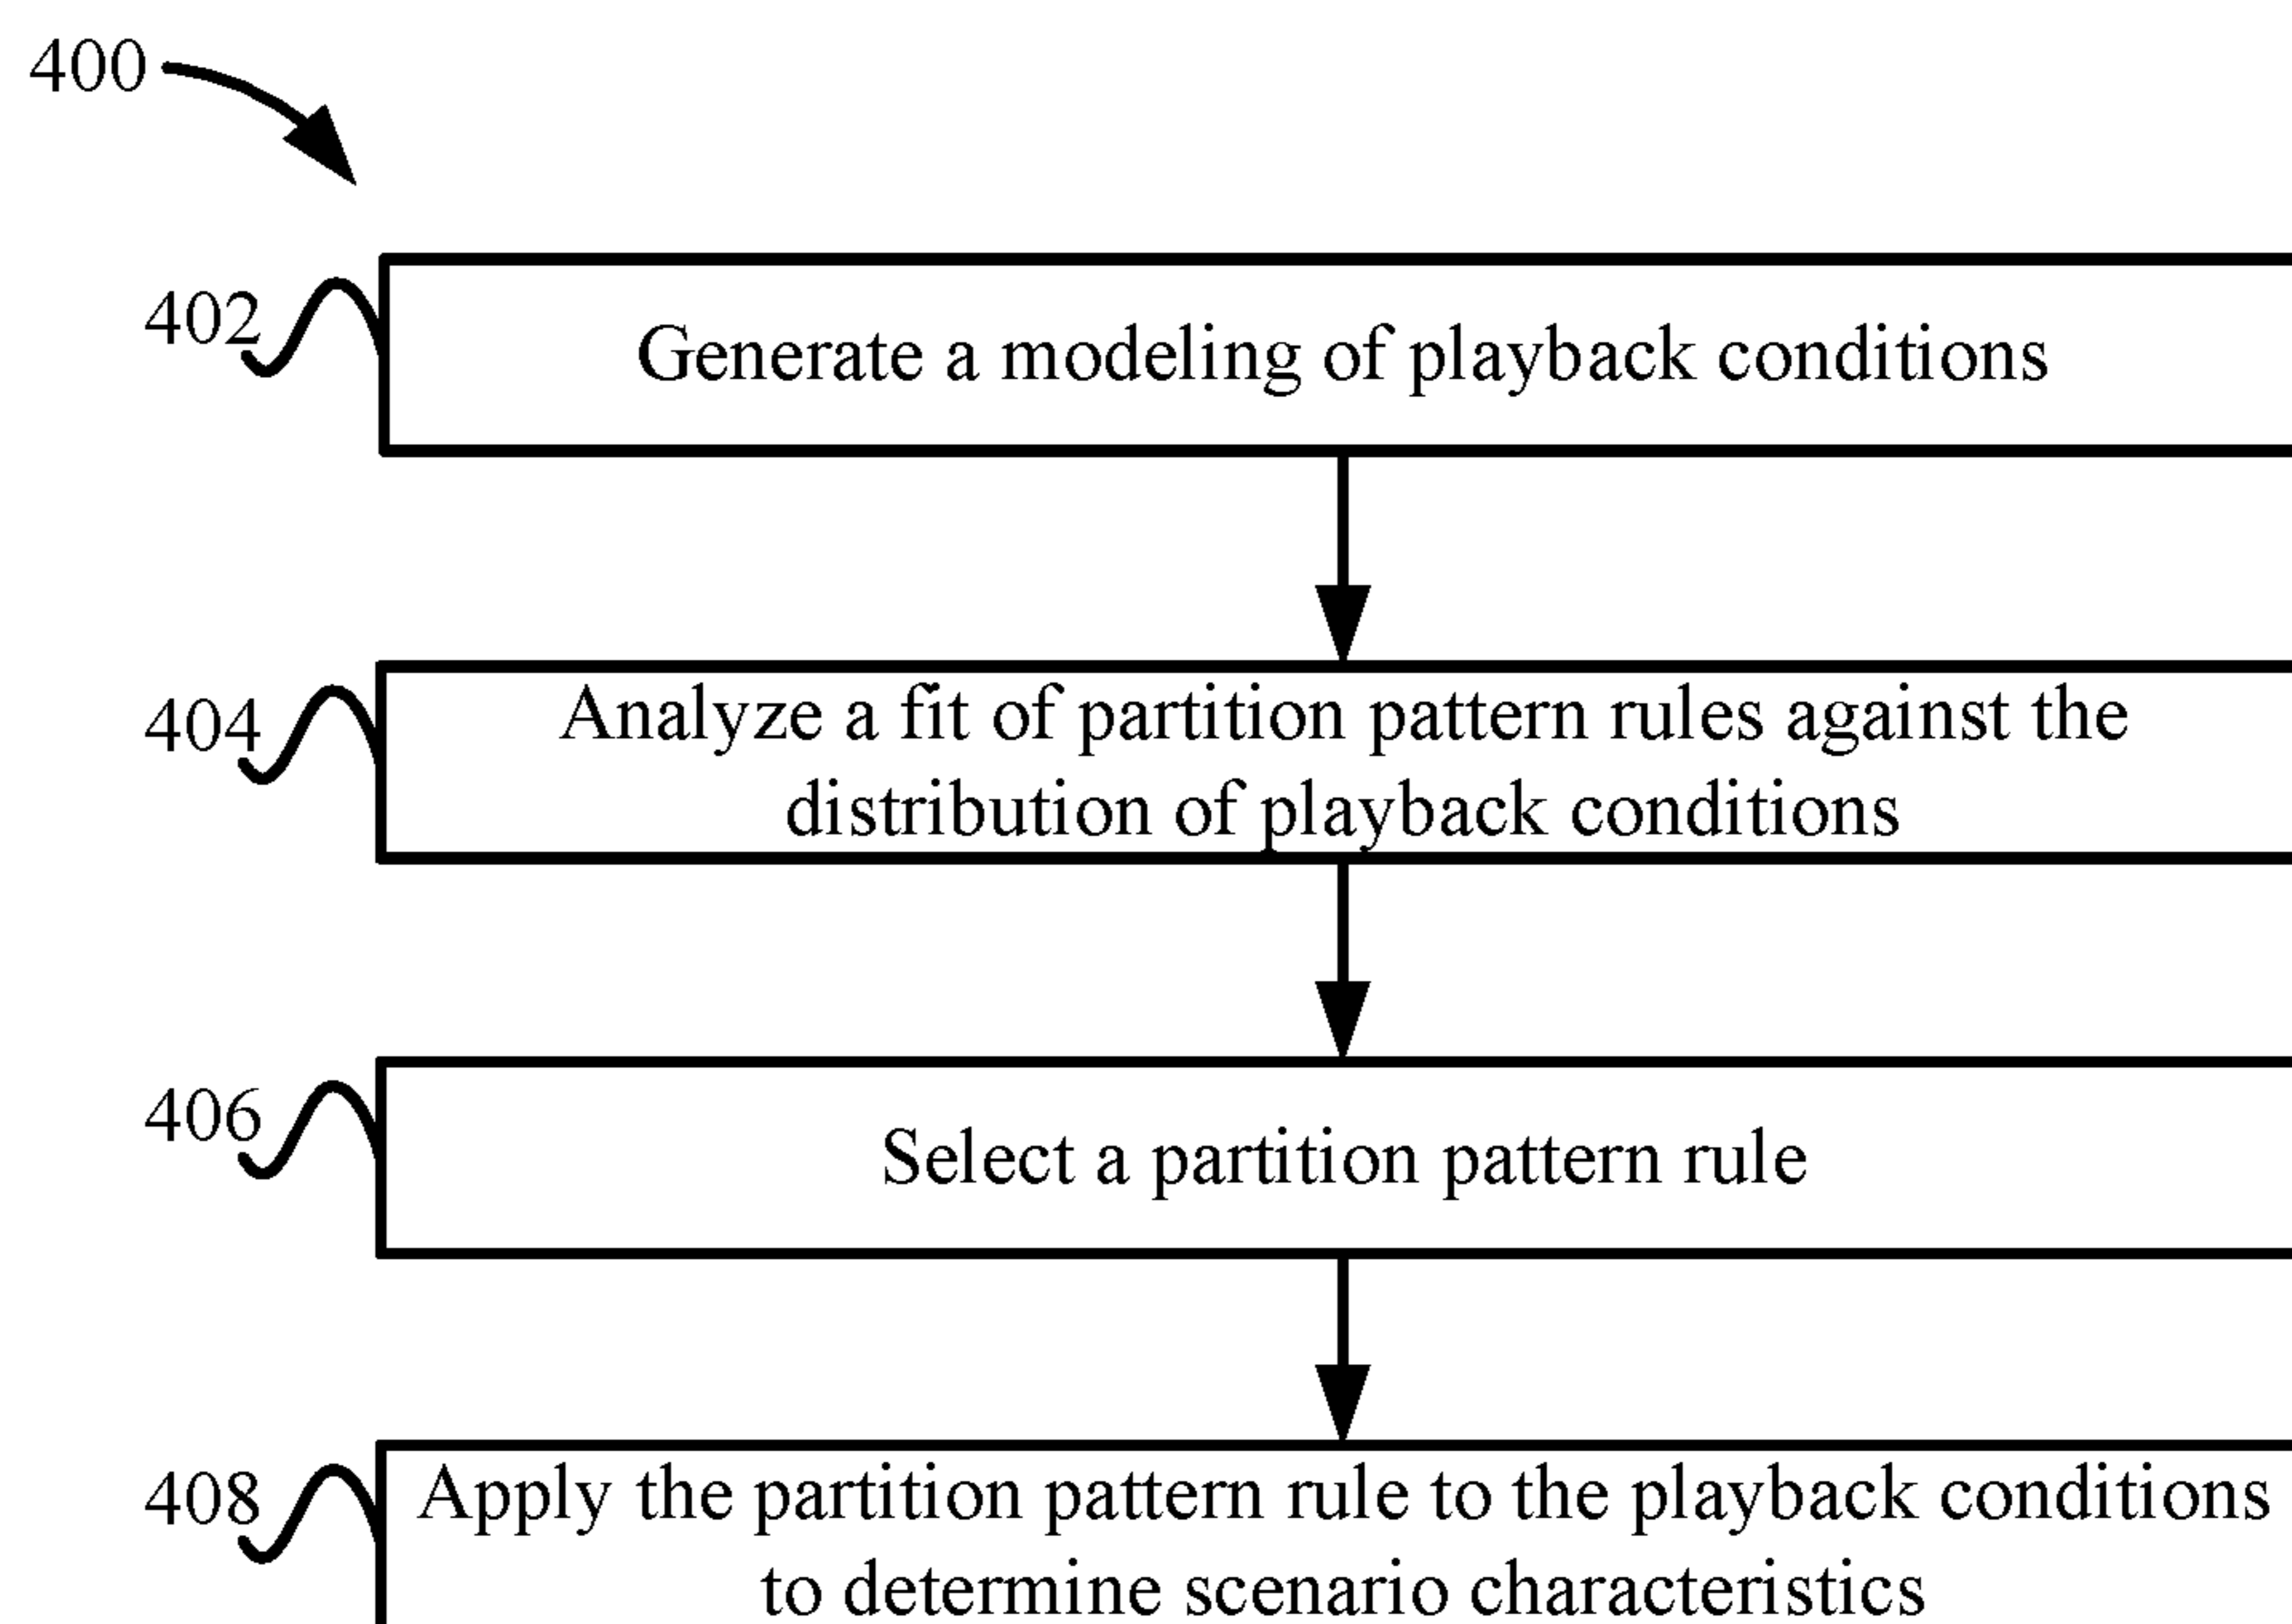 400
402
Generate a modeling of playback conditions
404
Analyze a fit of partition pattern rules against the
distribution of playback conditions
406
Select a partition pattern rule
408
Apply the partition pattern rule to the playback conditions
to determine scenario characteristics